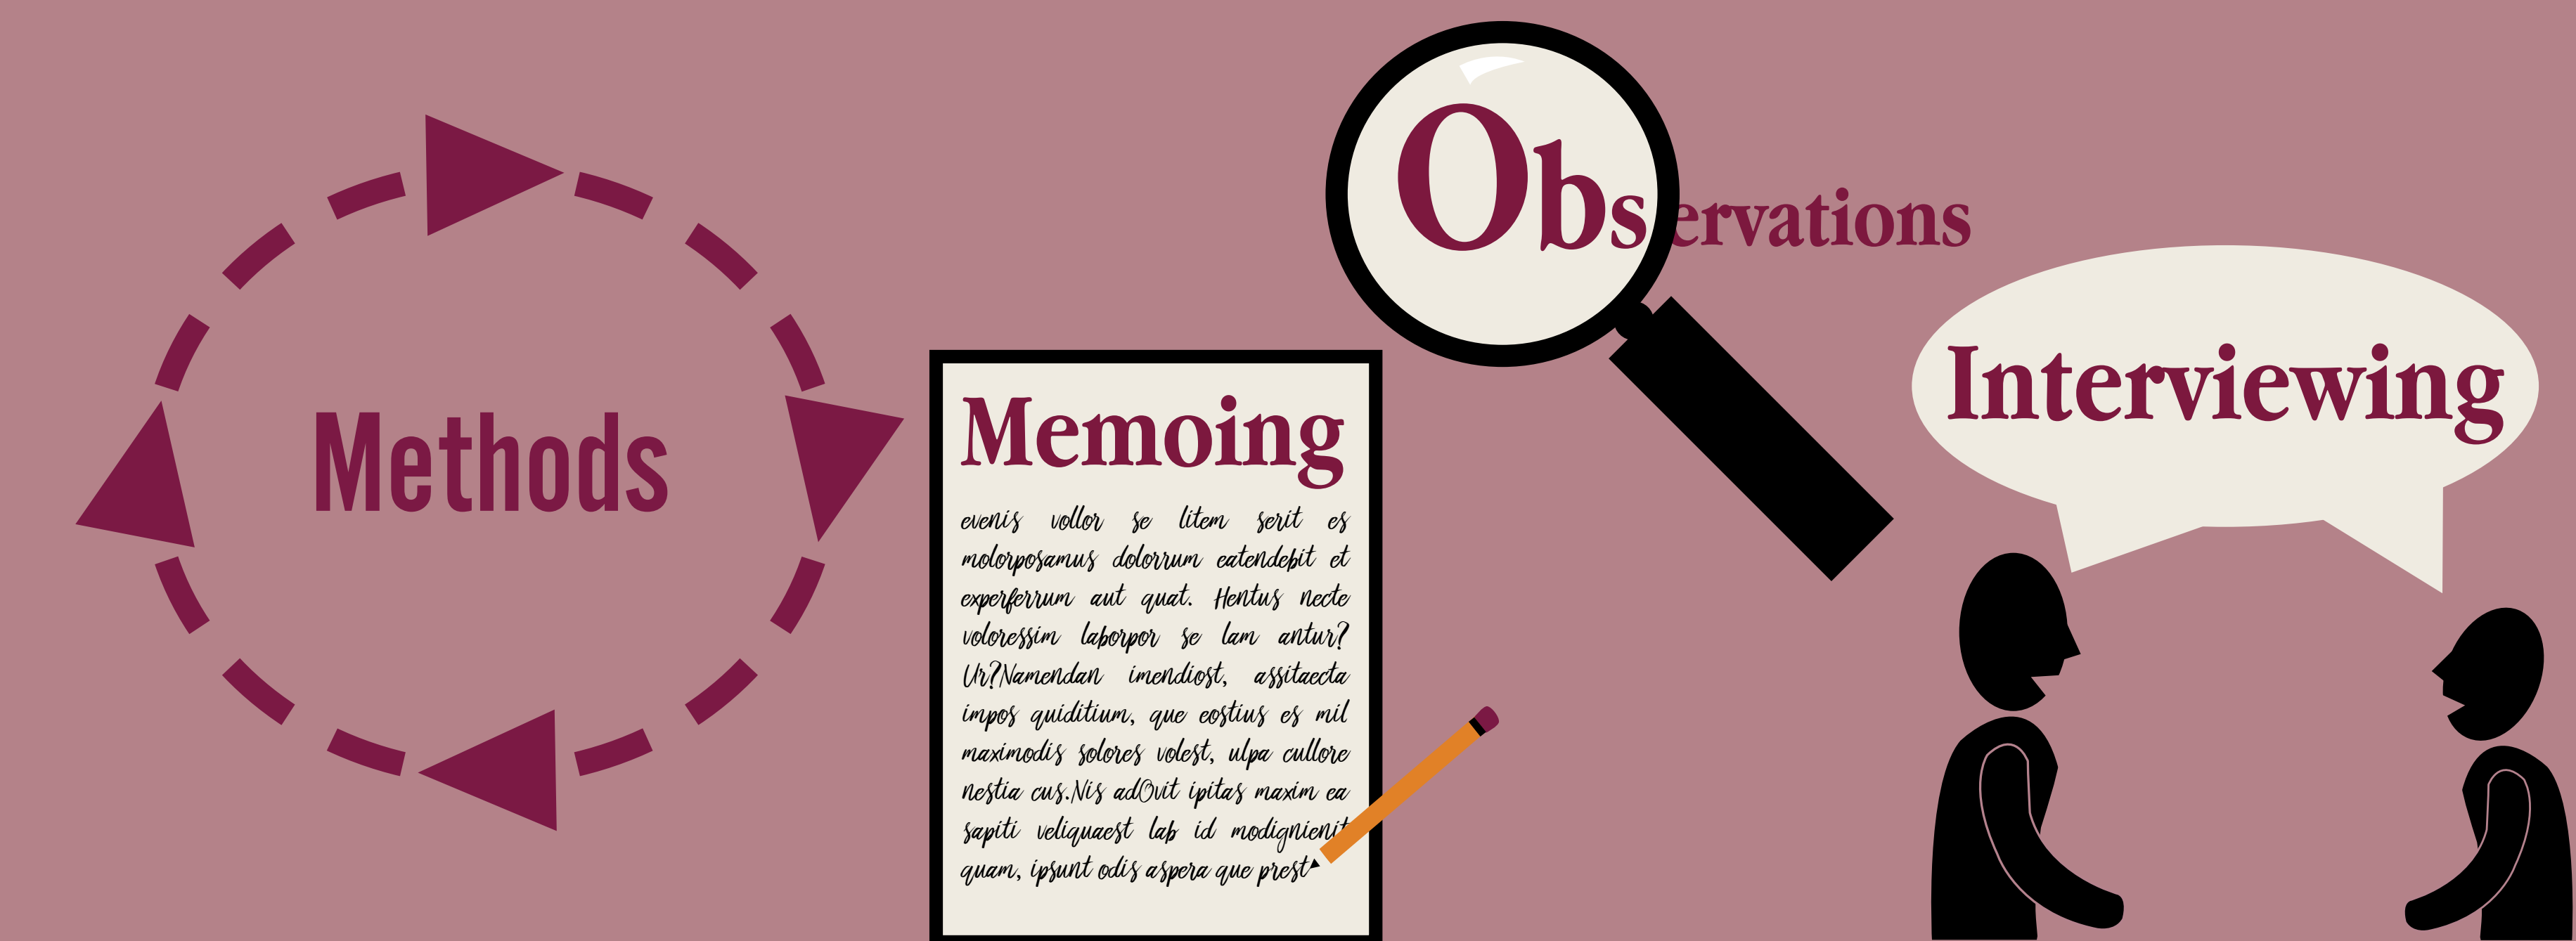 Methods
Observations
Interviewing
Memoing
evenis vollor se litem serit es
molorposamus dolorrum eatendebit et
experferrum aut quat. Hentus necte
voloressim laborpor se lam antur?
Ur?Namendan imendiost, assitaecta
impos quiditium, que eostius es mil
maximodis solores volest, ulpa cullore
nestia cus.Nis adOvit ipitas maxim ea
sapiti veliquaest lab id modignienit
quam, ipsunt odis aspera que prest